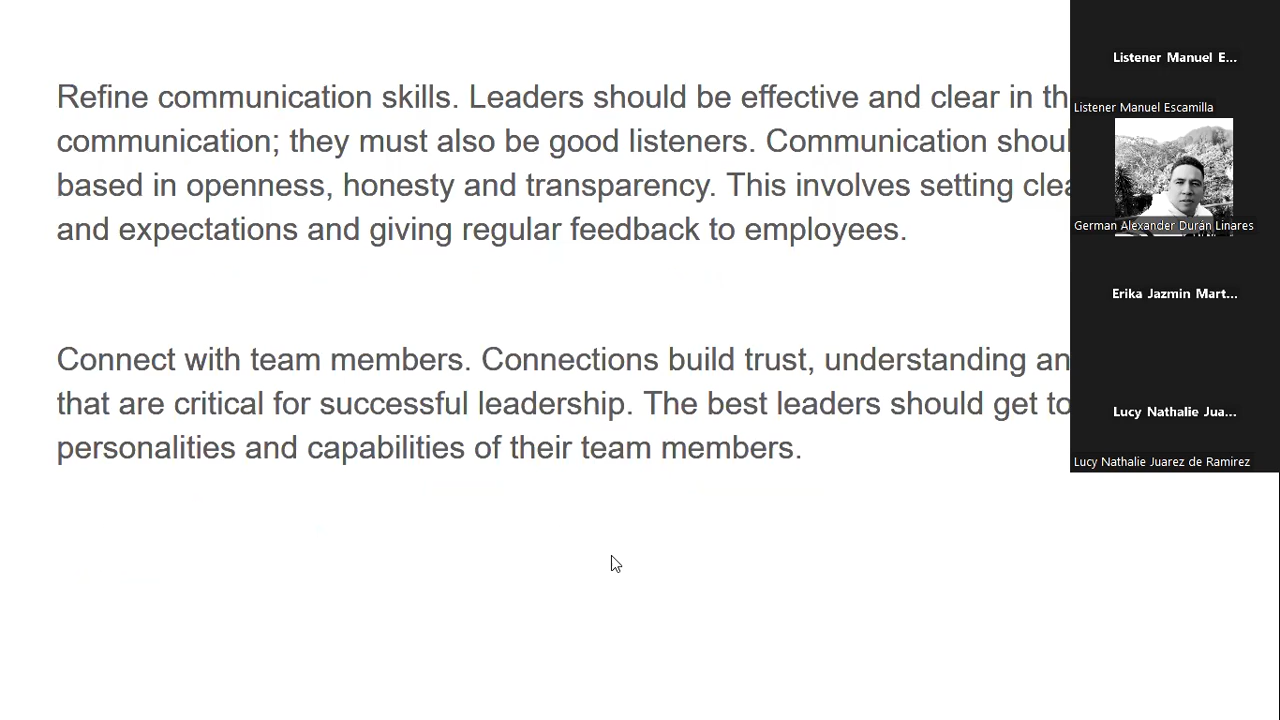 Refine communication skills. Leaders should be effective and clear in th
communication; they must also be good listeners. Communication shoul
based in openness, honesty and transparency. This involves setting clea
and expectations and giving regular feedback to employees.
Connect with team members. Connections build trust, understanding an
that are critical for successful leadership. The best leaders should get to
personalities and capabilities of their team members.
Listener Manuel E...
Listener Manuel Escamilla
German Alexander Durán Linares
Erika Jazmin Mart...
Lucy Nathalie Jua...
Lucy Nathalie Juarez de Ramirez